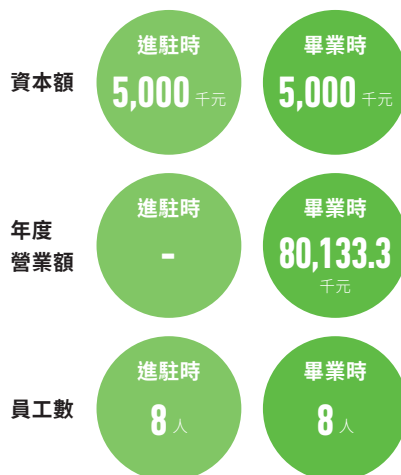 資本額
進駐時
5,000 千元
畢業時
5,000 千元
年度
營業額
進駐時
-
畢業時
80,133.3
千元
員工數
進駐時
8 人
畢業時
8 人